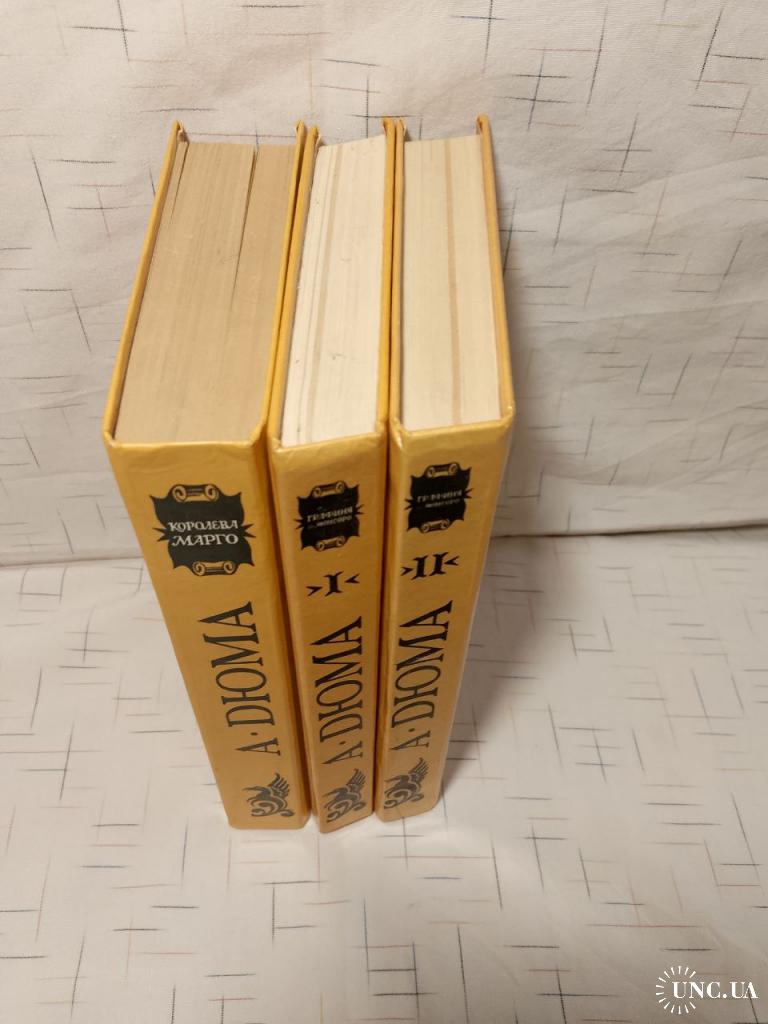 КОРОЛЕВА
МАРГО
А·ДЮМА
ГРАФИНЯ
де МОНСОРО
I
А·ДЮМА
ГРАФИНЯ
де МОНСОРО
II
А·ДЮМА
UNC.UA